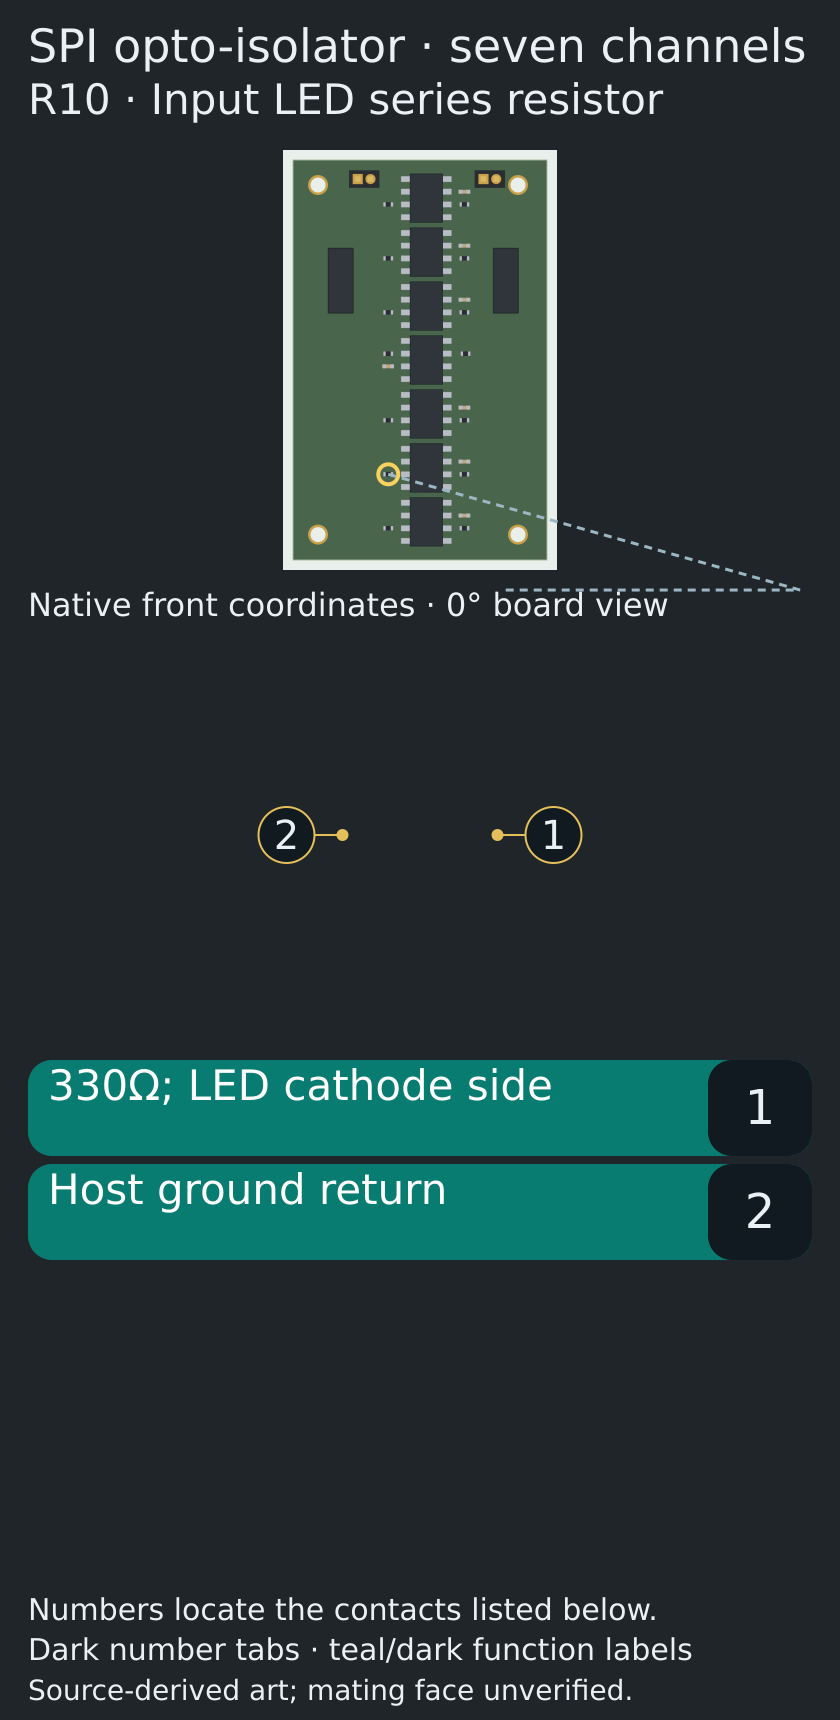 SPI opto-isolator · seven channels
R10 · Input LED series resistor
Native front coordinates · 0° board view
2 1
330Ω; LED cathode side 1
Host ground return 2
Numbers locate the contacts listed below.
Dark number tabs · teal/dark function labels
Source-derived art; mating face unverified.